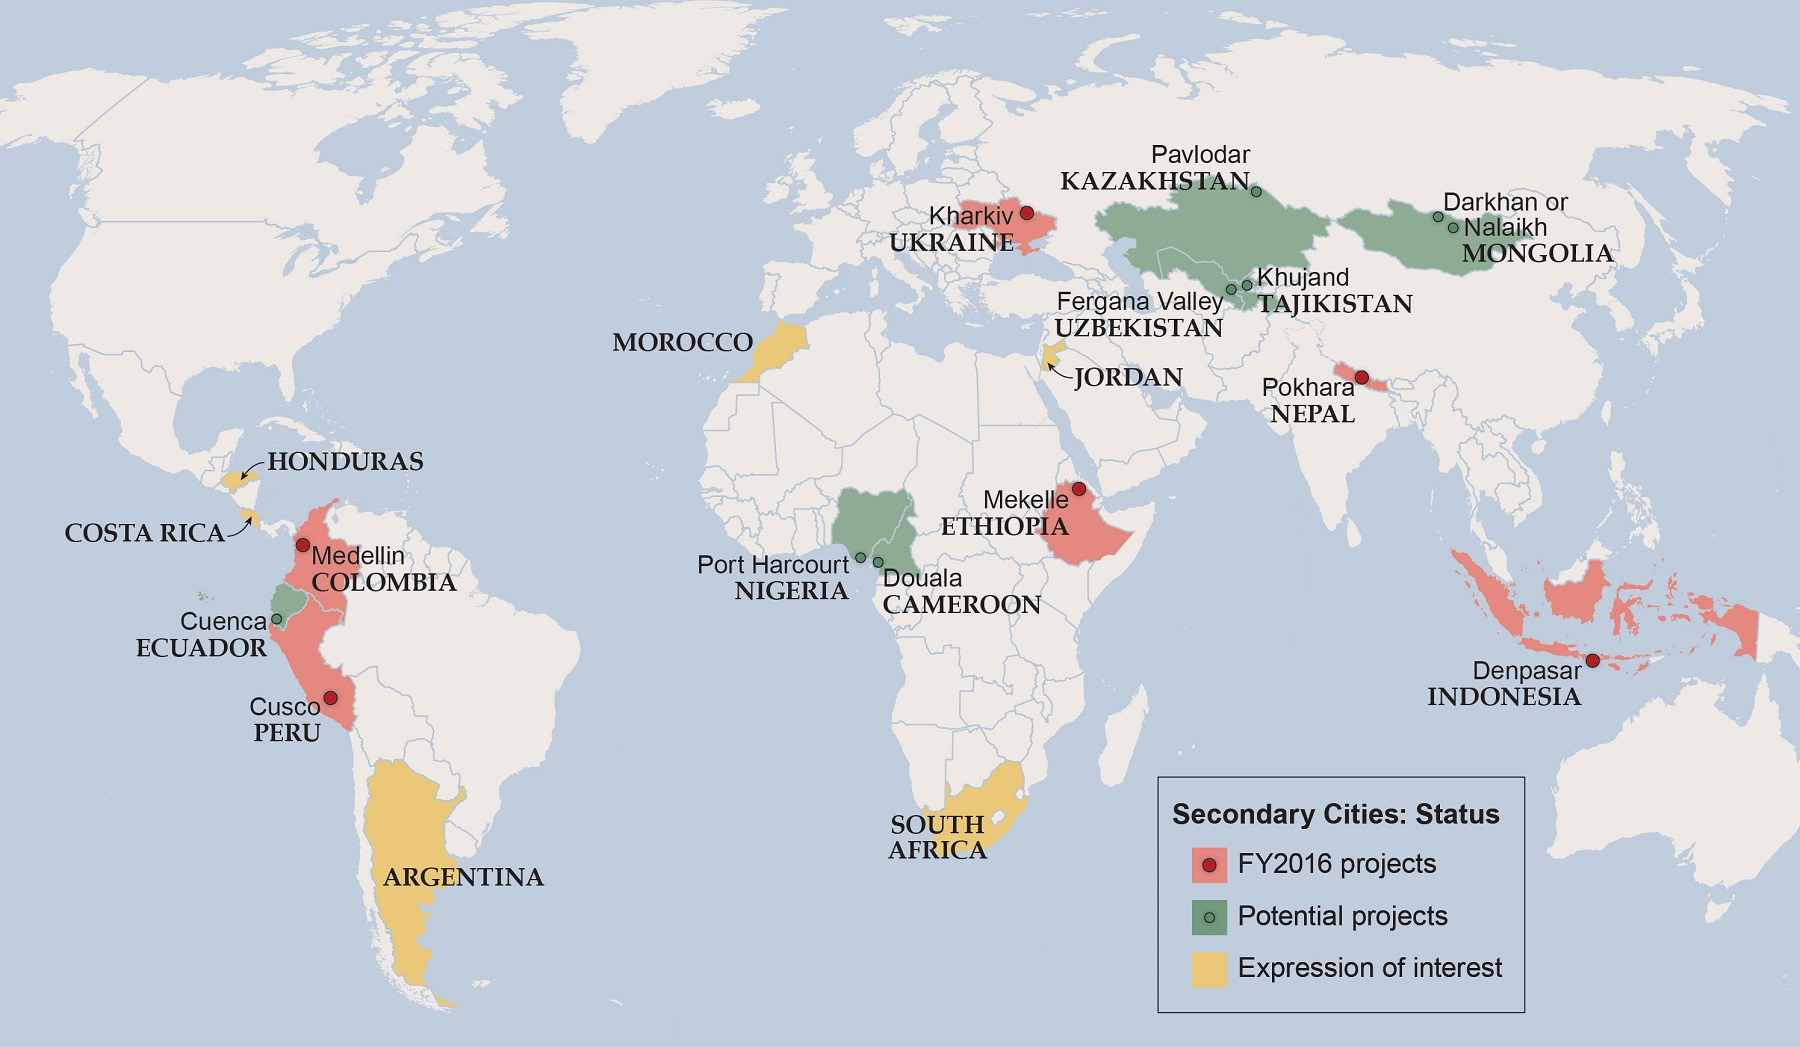 Pavlodar
KAZAKHSTAN
Darkhan or
Nalaikh
MONGOLIA
Kharkiv
UKRAINE
Khujand
TAJIKISTAN
Fergana Valley
UZBEKISTAN
MOROCCO
JORDAN
Pokhara
NEPAL
HONDURAS
COSTA RICA
Mekelle
ETHIOPIA
Medellin
COLOMBIA
Port Harcourt
NIGERIA
Douala
CAMEROON
Cuenca
ECUADOR
Denpasar
INDONESIA
Cusco
PERU
SOUTH
AFRICA
ARGENTINA
Secondary Cities: Status
FY2016 projects
Potential projects
Expression of interest